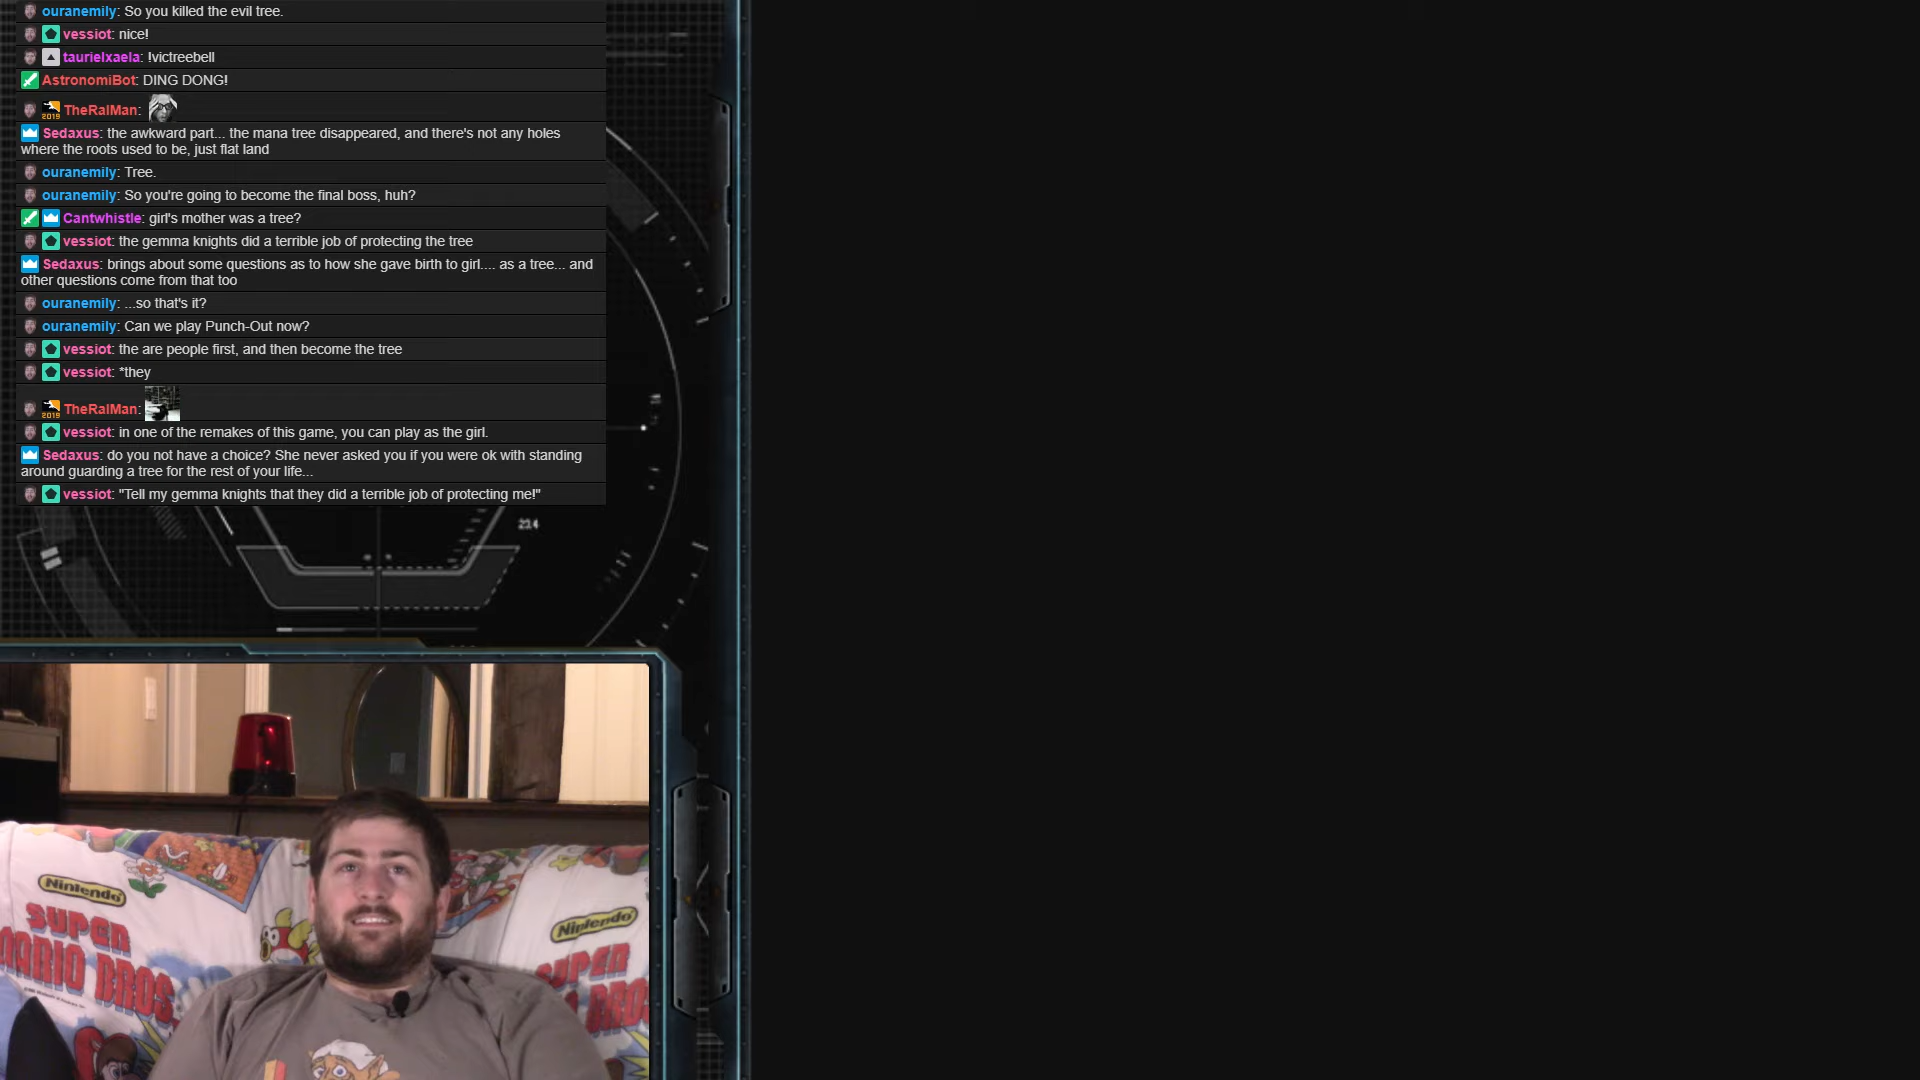 ouranemily: So you killed the evil tree.
vessiot: nice!
taurielxaela: !victreebell
AstronomiBot: DING DONG!
2019 TheRalMan:
Sedaxus: the awkward part... the mana tree disappeared, and there's not any holes
where the roots used to be, just flat land
ouranemily: Tree.
ouranemily: So you're going to become the final boss, huh?
Cantwhistle: girl's mother was a tree?
vessiot: the gemma knights did a terrible job of protecting the tree
Sedaxus: brings about some questions as to how she gave birth to girl.... as a tree... and
other questions come from that too
ouranemily: ...so that's it?
ouranemily: Can we play Punch-Out now?
vessiot: the are people first, and then become the tree
vessiot: *they
2019 TheRalMan:
vessiot: in one of the remakes of this game, you can play as the girl.
Sedaxus: do you not have a choice? She never asked you if you were ok with standing
around guarding a tree for the rest of your life...
vessiot: "Tell my gemma knights that they did a terrible job of protecting me!"
Nintendo
SUPER
MARIO BROS.
Nintendo
SUPER
BROS